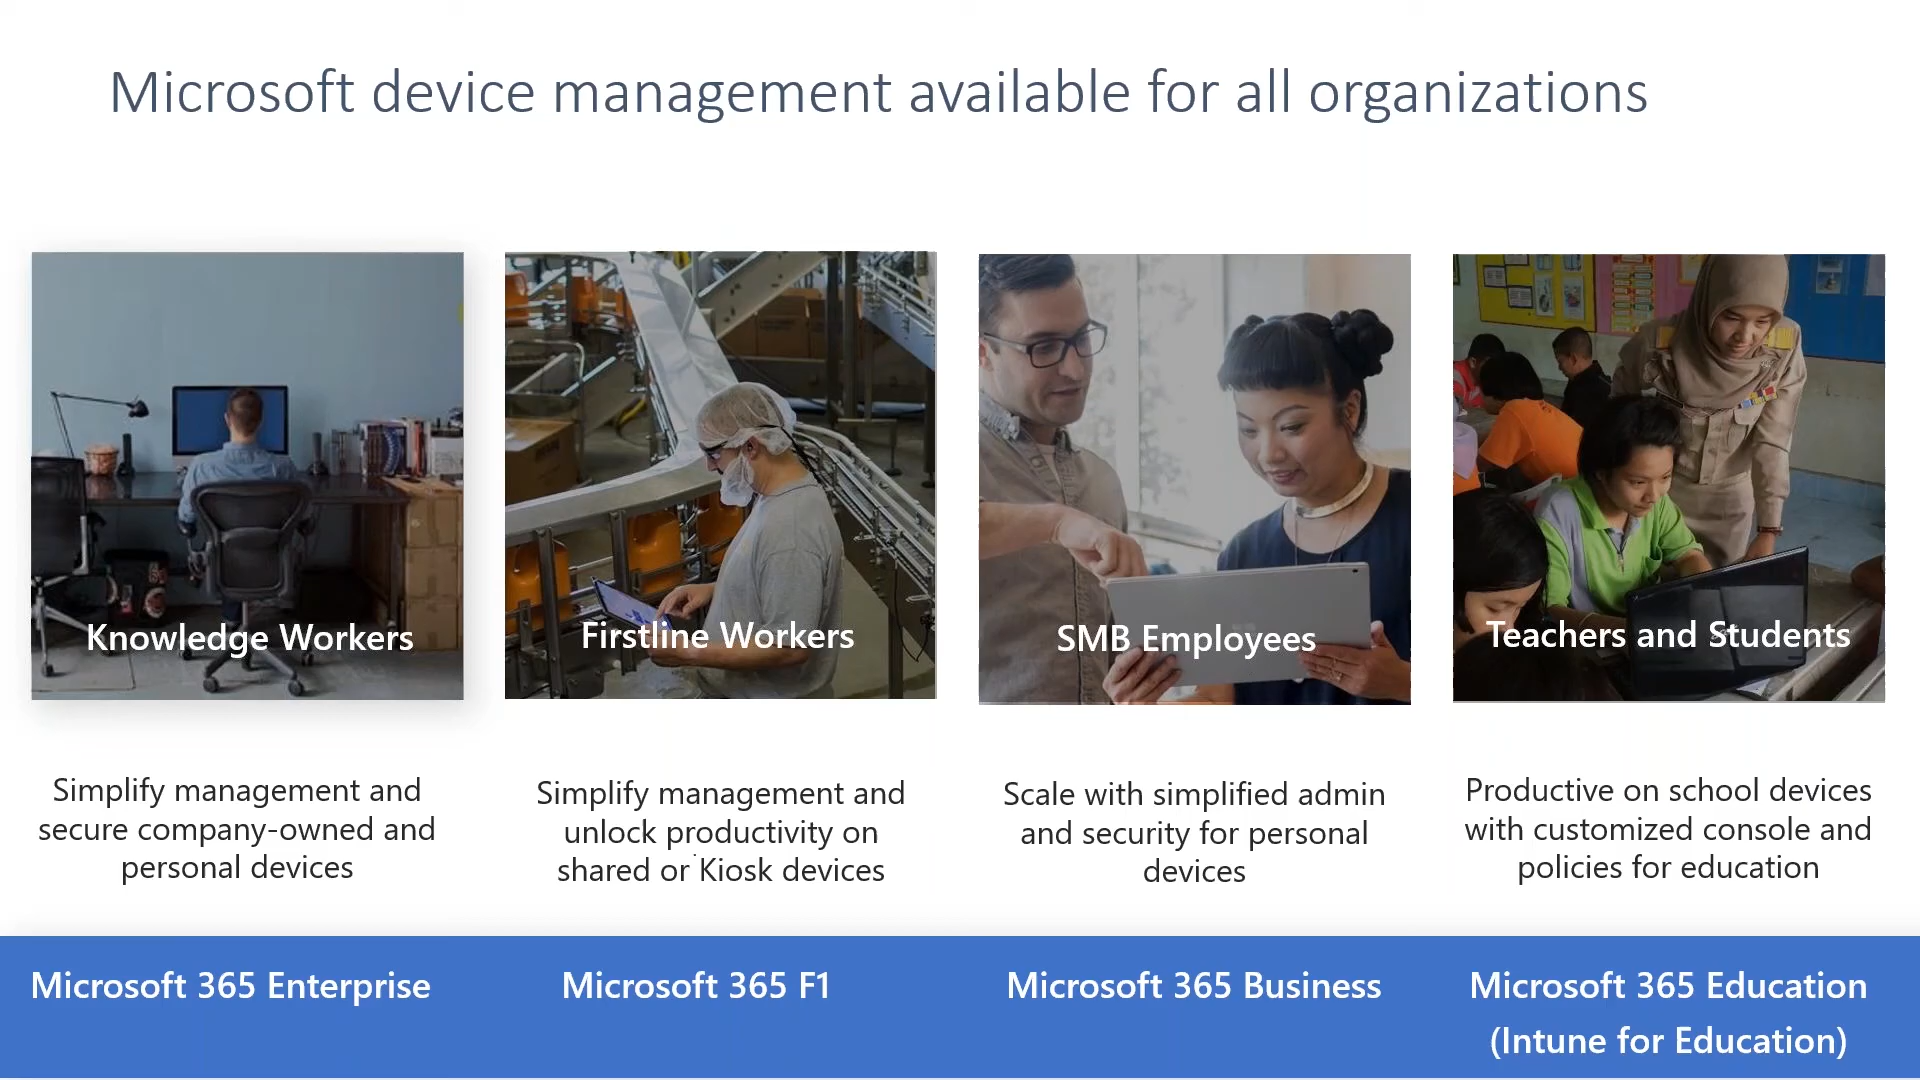 Microsoft device management available for all organizations
Knowledge Workers
Simplify management and
secure company-owned and
personal devices
Microsoft 365 Enterprise
Firstline Workers
Simplify management and
unlock productivity on
shared or Kiosk devices
Microsoft 365 F1
SMB Employees
Scale with simplified admin
and security for personal
devices
Microsoft 365 Business
Teachers and Students
Productive on school devices
with customized console and
policies for education
Microsoft 365 Education
(Intune for Education)